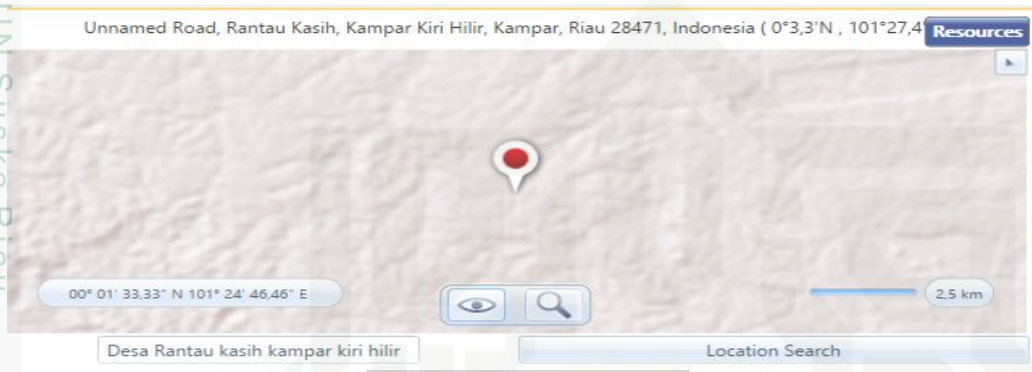 Unnamed Road, Rantau Kasih, Kampar Kiri Hilir, Kampar, Riau 28471, Indonesia ( 0°3,3'N , 101°27,4'
Resources
00° 01' 33,33" N 101° 24' 46,46" E
2,5 km
Desa Rantau kasih kampar kiri hilir
Location Search